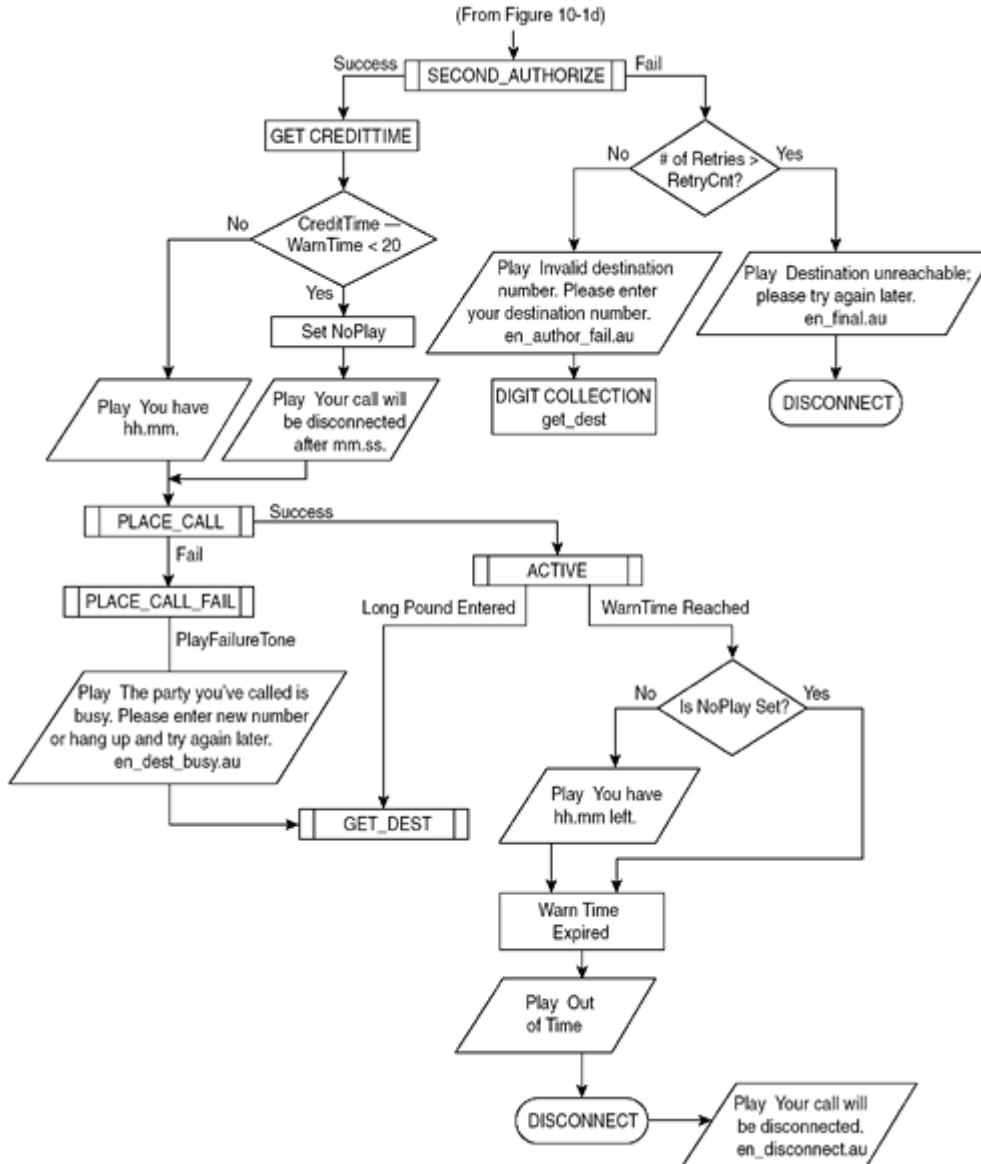 (From Figure 10-1d)
Success
SECOND_AUTHORIZE
Fail
GET CREDITTIME
No
# of Retries >
RetryCnt?
Yes
No
CreditTime —
WarnTime < 20
Yes
Play Invalid destination
number. Please enter
your destination number.
en_author_fail.au
Play Destination unreachable;
please try again later.
en_final.au
Set NoPlay
Play You have
hh.mm.
Play Your call will
be disconnected
after mm.ss.
DIGIT COLLECTION
get_dest
DISCONNECT
PLACE_CALL
Success
Fail
ACTIVE
PLACE_CALL_FAIL
Long Pound Entered
WarnTime Reached
PlayFailureTone
Play The party you've called is
busy. Please enter new number
or hang up and try again later.
en_dest_busy.au
No
Is NoPlay Set?
Yes
Play You have
hh.mm left.
GET_DEST
Warn Time
Expired
Play Out
of Time
DISCONNECT
Play Your call will
be disconnected.
en_disconnect.au